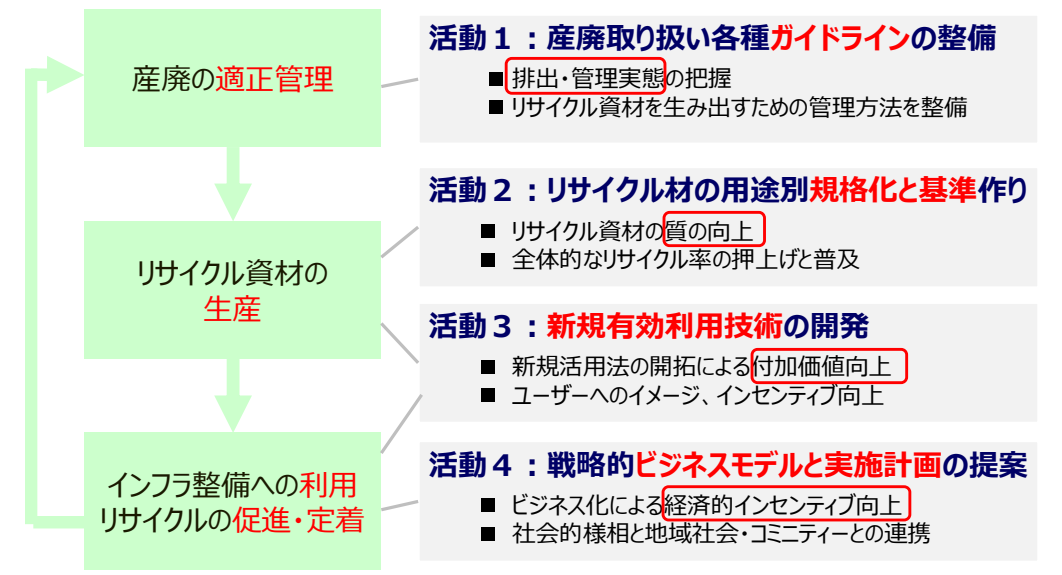 産廃の適正管理
リサイクル資材の
生産
インフラ整備への利用
リサイクルの促進・定着
活動１：産廃取り扱い各種ガイドラインの整備
■ 排出・管理実態の把握
■ リサイクル資材を生み出すための管理方法を整備
活動２：リサイクル材の用途別規格化と基準作り
■ リサイクル資材の質の向上
■ 全体的なリサイクル率の押上げと普及
活動３：新規有効利用技術の開発
■ 新規活用法の開拓による付加価値向上
■ ユーザーへのイメージ、インセンティブ向上
活動４：戦略的ビジネスモデルと実施計画の提案
■ ビジネス化による経済的インセンティブ向上
■ 社会的様相と地域社会・コミニティーとの連携